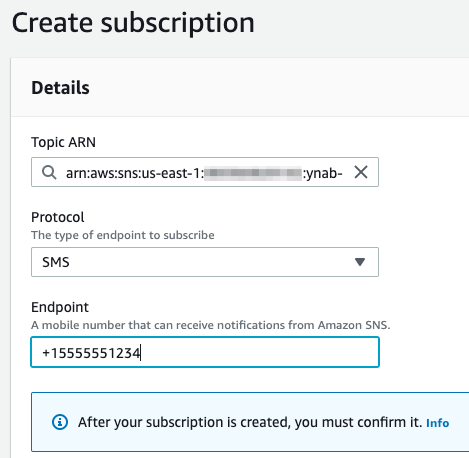 Create subscription
Details
Topic ARN
arn:aws:sns:us-east-1: :ynab-
Protocol
The type of endpoint to subscribe
SMS
Endpoint
A mobile number that can receive notifications from Amazon SNS.
+15555551234
After your subscription is created, you must confirm it. Info